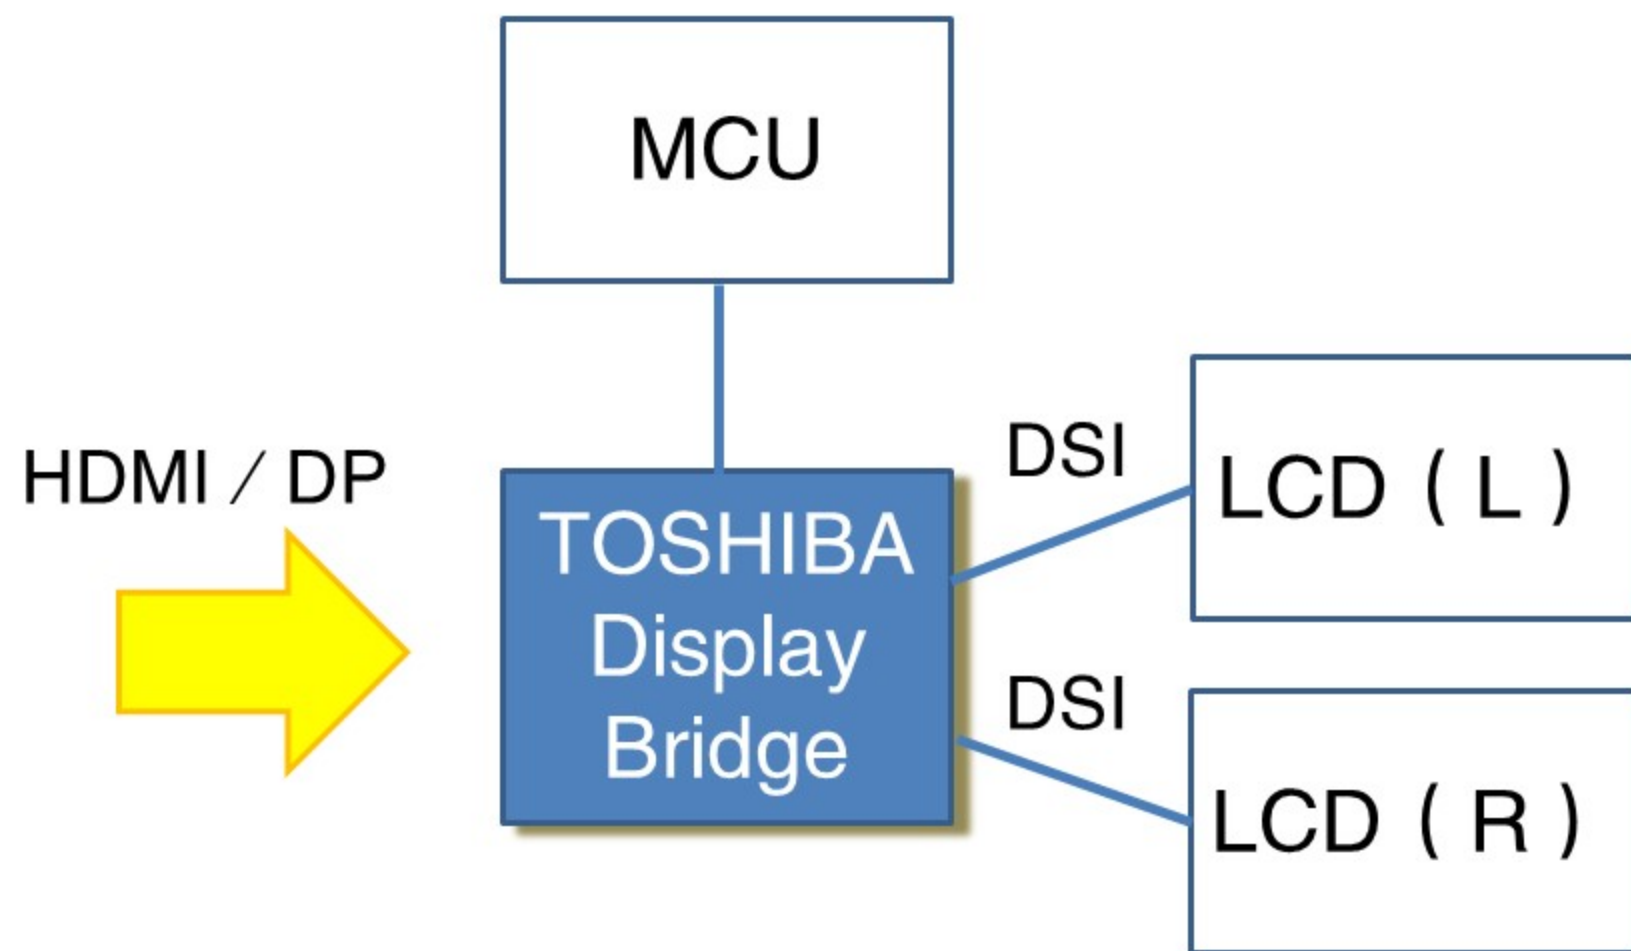 MCU
HDMI / DP
TOSHIBA
Display
Bridge
DSI
LCD ( L )
DSI
LCD ( R )